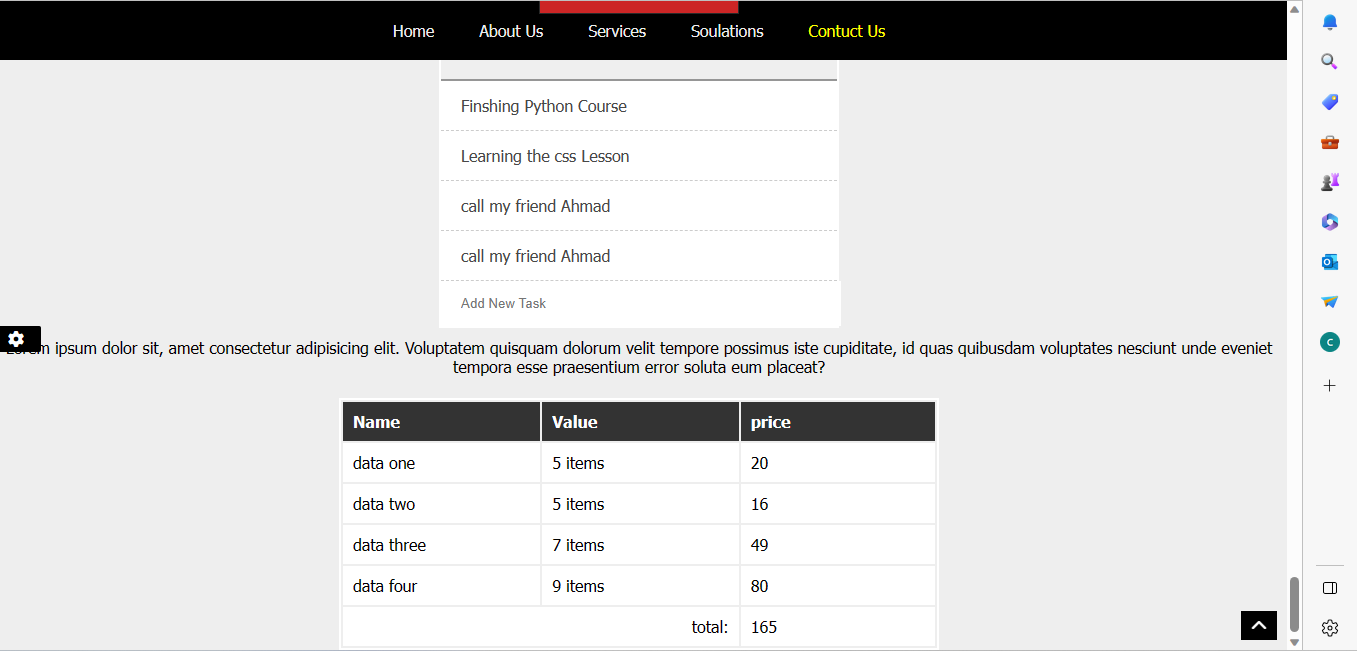 Home About Us Services Soulations Contuct Us
Finshing Python Course
Learning the css Lesson
call my friend Ahmad
call my friend Ahmad
Add New Task
Lorem ipsum dolor sit, amet consectetur adipisicing elit. Voluptatem quisquam dolorum velit tempore possimus iste cupiditate, id quas quibusdam voluptates nesciunt unde eveniet
tempora esse praesentium error soluta eum placeat?
Name Value price
data one 5 items 20
data two 5 items 16
data three 7 items 49
data four 9 items 80
total: 165
C